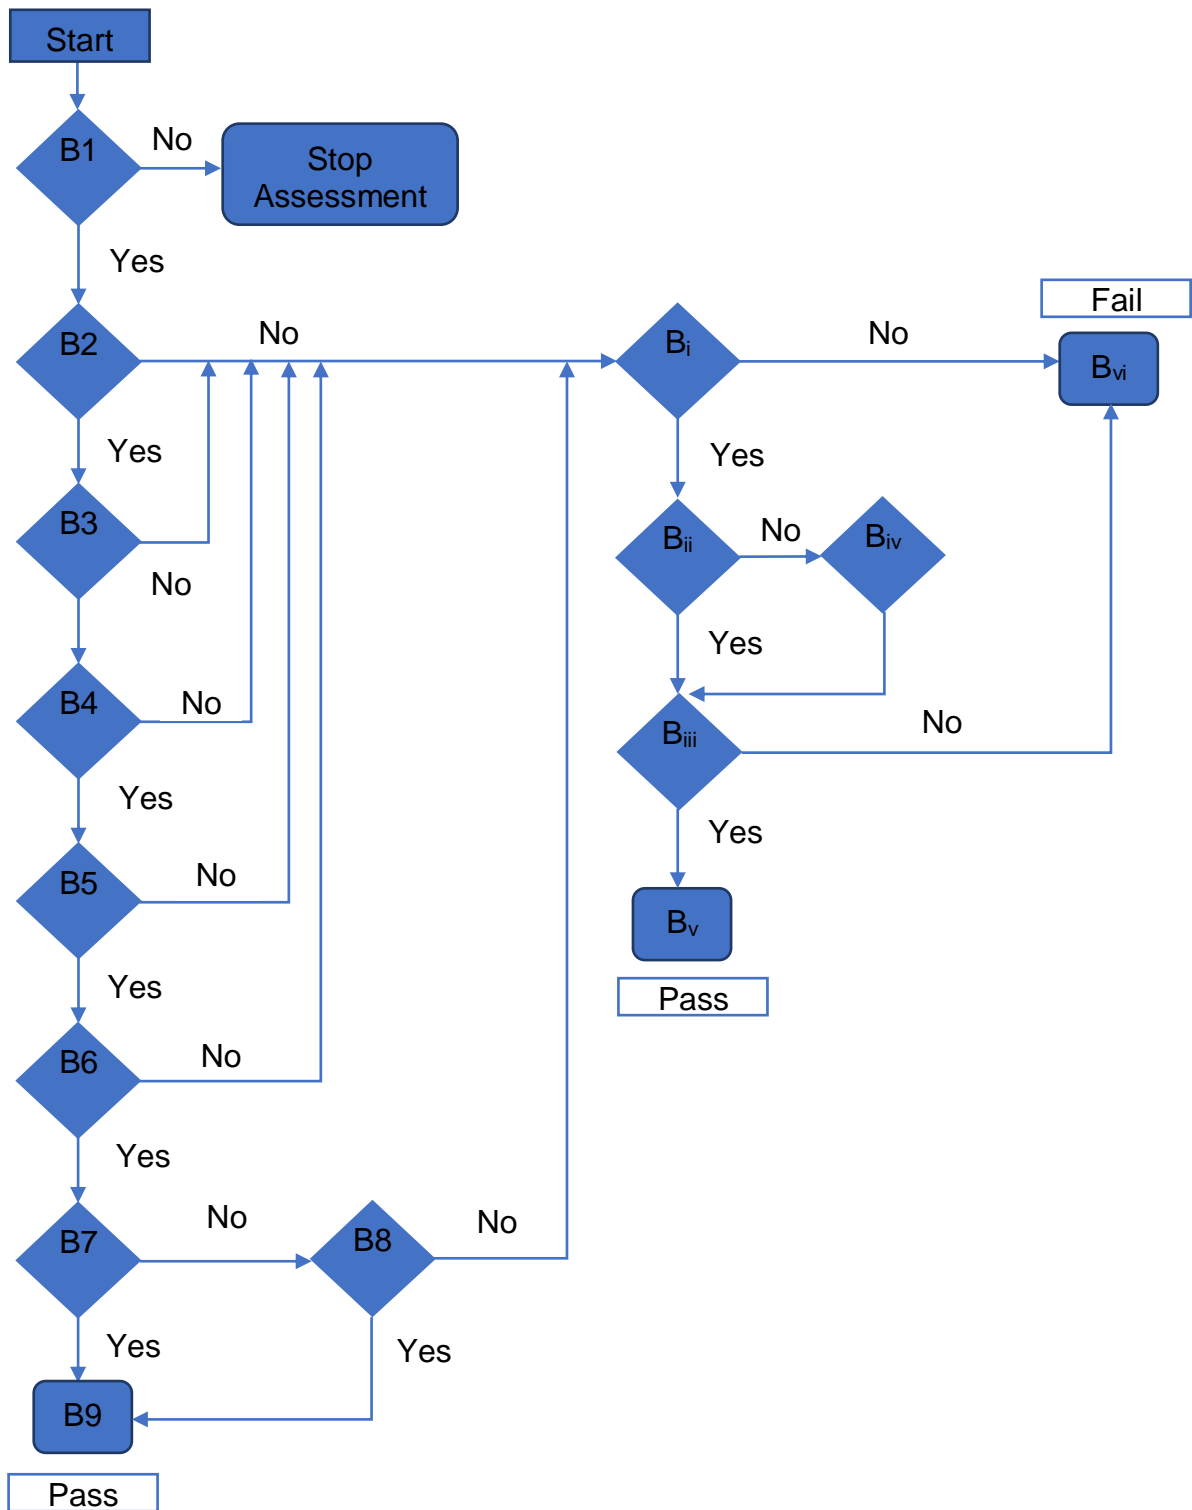 Start
B1
No
Stop
Assessment
Yes
Fail
B2
No
Bi
No
Bvi
Yes
Yes
B3
No
Bii
No
Biv
Yes
B4
No
Biii
No
Yes
Yes
B5
No
Bv
Yes
Pass
B6
No
Yes
B7
No
B8
No
Yes
Yes
B9
Pass